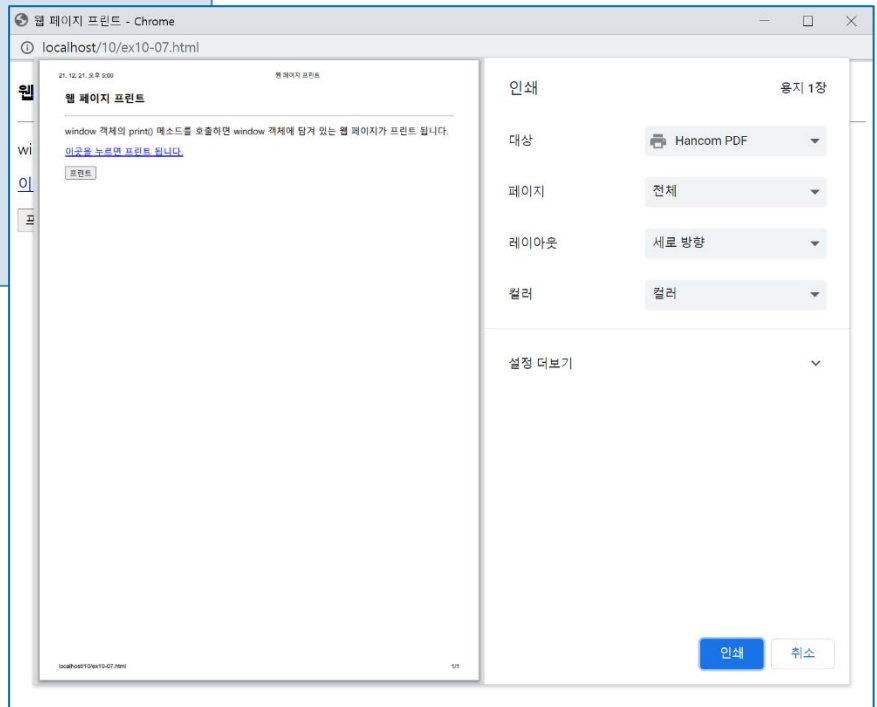 웹 페이지 프린트 - Chrome
localhost/10/ex10-07.html
웹
wi
이
프
21. 12. 21. 오후 5:00 웹 페이지 프린트
웹 페이지 프린트
window 객체의 print() 메소드를 호출하면 window 객체에 담겨 있는 웹 페이지가 프린트 됩니다.
이곳을 누르면 프린트 됩니다.
프린트
localhost/10/ex10-07.html 1/1
인쇄 용지 1장
대상 Hancom PDF
페이지 전체
레이아웃 세로 방향
컬러 컬러
설정 더보기
인쇄 취소